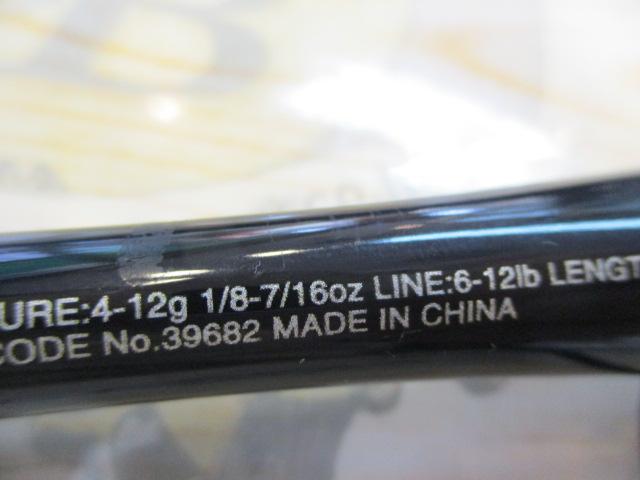 URE:4-12g 1/8-7/16oz LINE:6-12lb LENGT
CODE No.39682 MADE IN CHINA